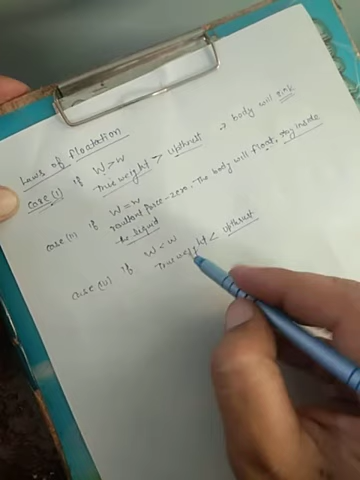 Laws of floatation
case (I) if W > w
True weight > upthrust → body will sink
case (II) if W = w
resultant force - zero. The body will float, stay inside
the liquid
case (III) if W < w
True weight < upthrust